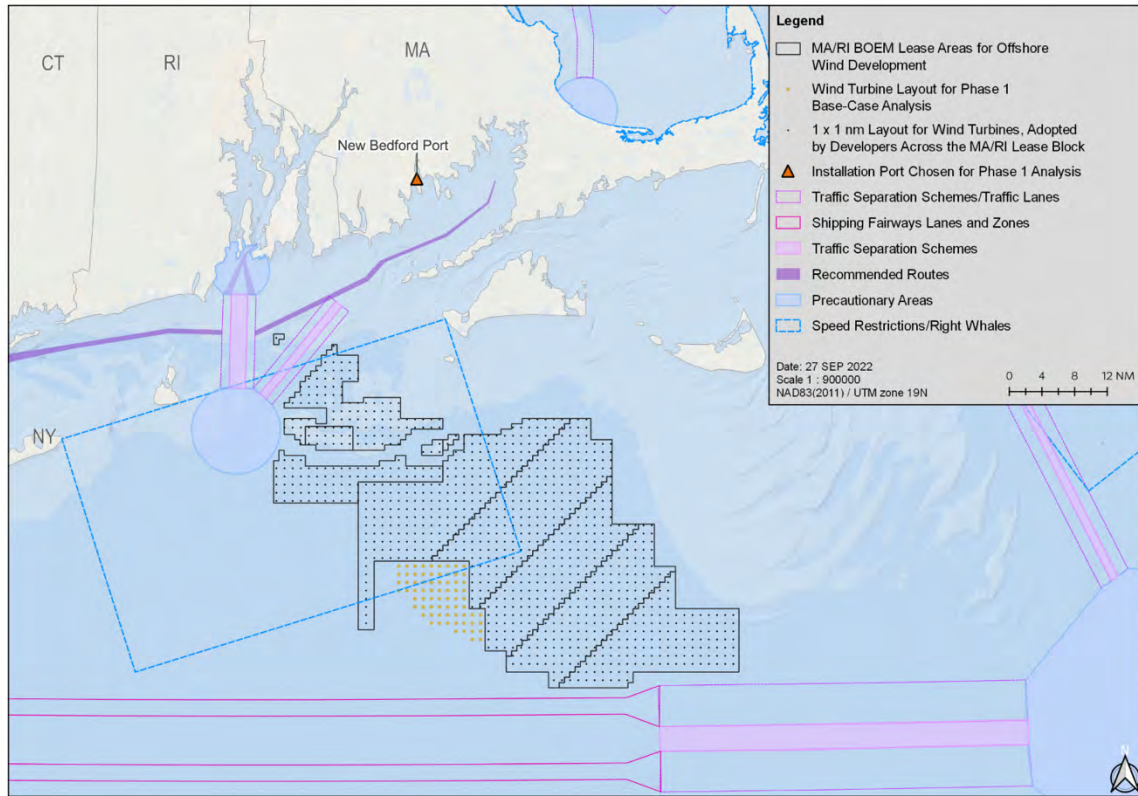 CT
RI
MA
New Bedford Port
NY
Legend
MA/RI BOEM Lease Areas for Offshore
Wind Development
Wind Turbine Layout for Phase 1
Base-Case Analysis
1 x 1 nm Layout for Wind Turbines, Adopted
by Developers Across the MA/RI Lease Block
Installation Port Chosen for Phase 1 Analysis
Traffic Separation Schemes/Traffic Lanes
Shipping Fairways Lanes and Zones
Traffic Separation Schemes
Recommended Routes
Precautionary Areas
Speed Restrictions/Right Whales
Date: 27 SEP 2022
Scale 1 : 900000
NAD83(2011) / UTM zone 19N
0 4 8 12 NM
N